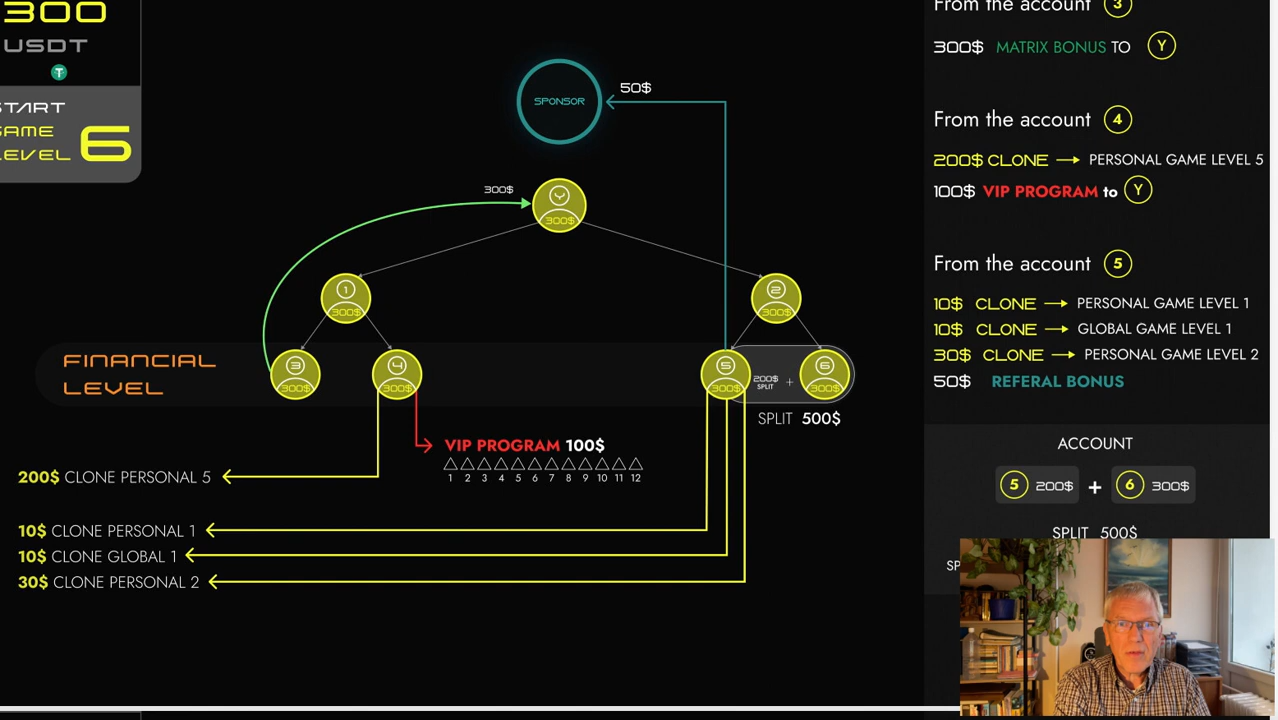 300
USDT
START
GAME
LEVEL 6
SPONSOR
50$
300$
Y
300$
1
300$
2
300$
FINANCIAL
LEVEL
3
300$
4
300$
5
300$
200$
SPLIT
+
6
300$
SPLIT 500$
VIP PROGRAM 100$
1 2 3 4 5 6 7 8 9 10 11 12
200$ CLONE PERSONAL 5
10$ CLONE PERSONAL 1
10$ CLONE GLOBAL 1
30$ CLONE PERSONAL 2
From the account 3
300$ MATRIX BONUS TO Y
From the account 4
200$ CLONE → PERSONAL GAME LEVEL 5
100$ VIP PROGRAM to Y
From the account 5
10$ CLONE → PERSONAL GAME LEVEL 1
10$ CLONE → GLOBAL GAME LEVEL 1
30$ CLONE → PERSONAL GAME LEVEL 2
50$ REFERAL BONUS
ACCOUNT
5 200$ + 6 300$
SPLIT 500$